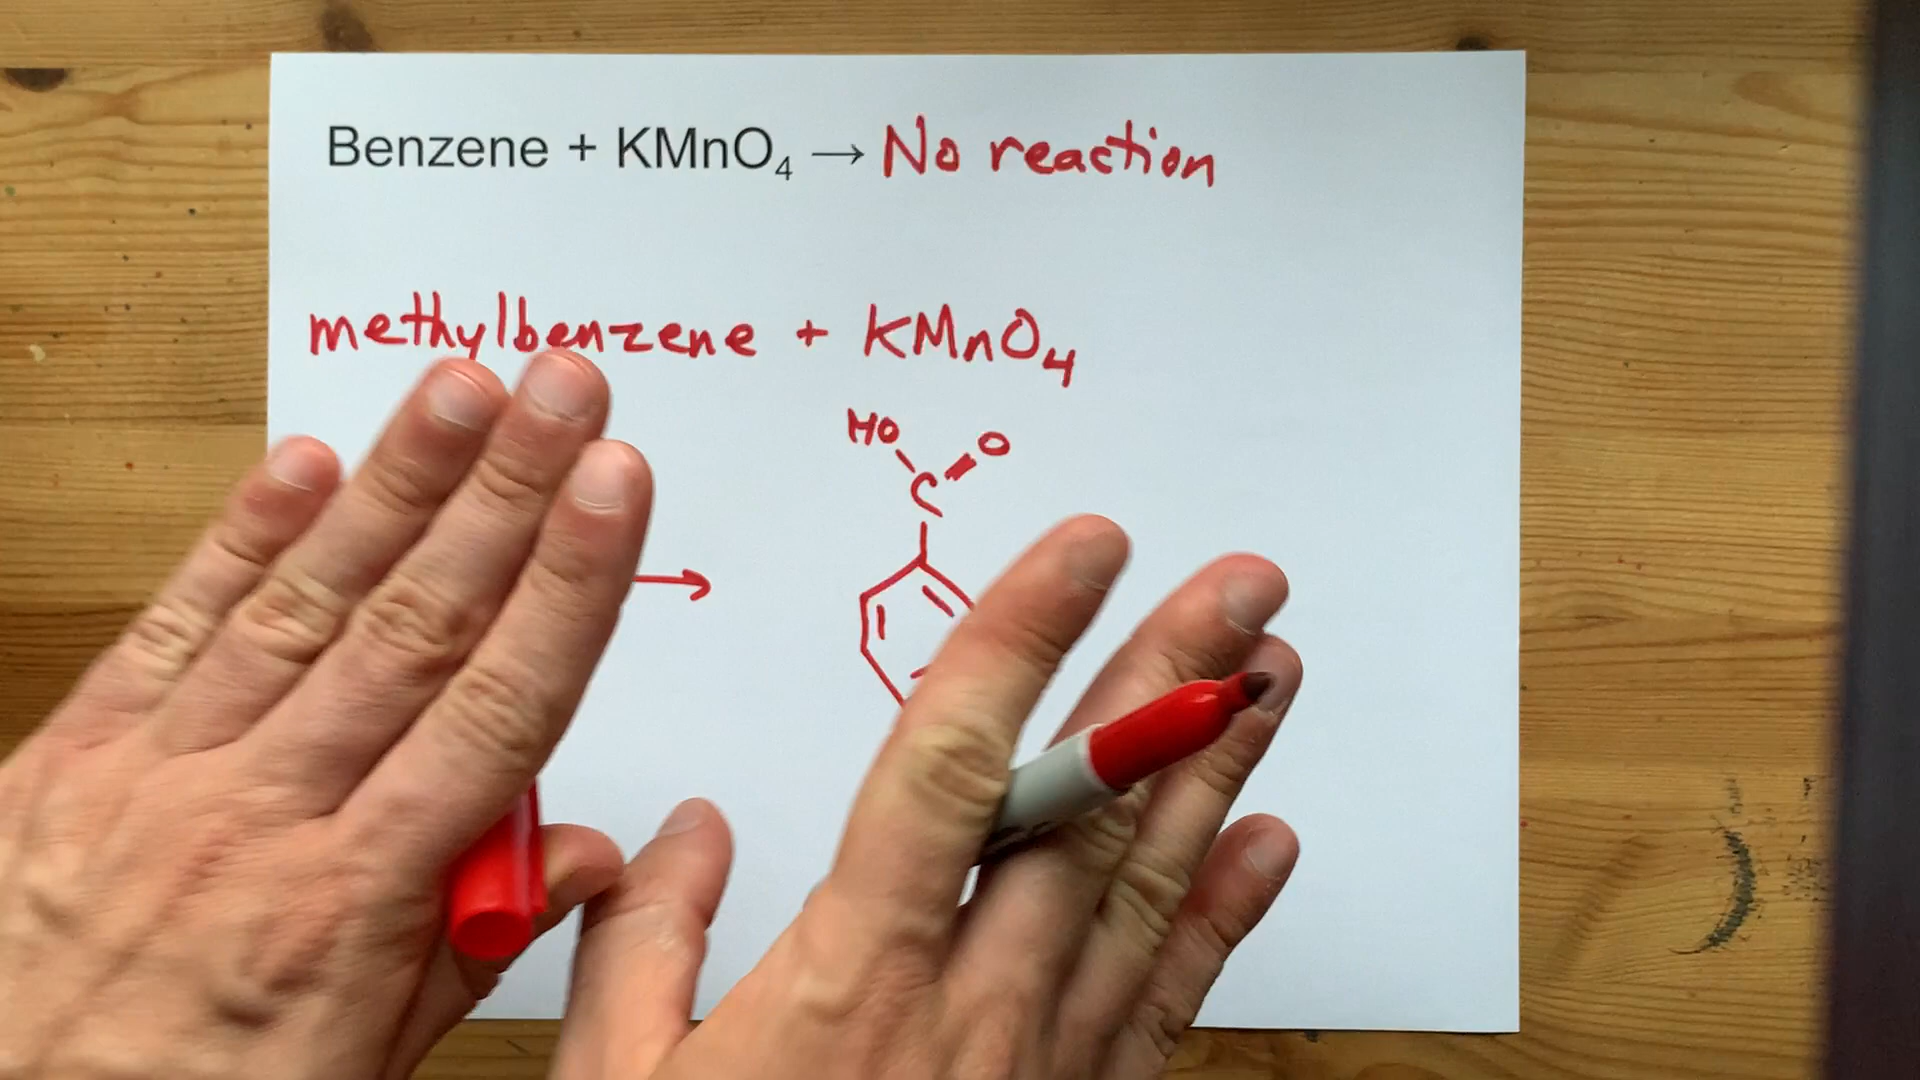 Benzene + KMnO₄ → No reaction
methylbenzene + KMnO₄
HO O
C